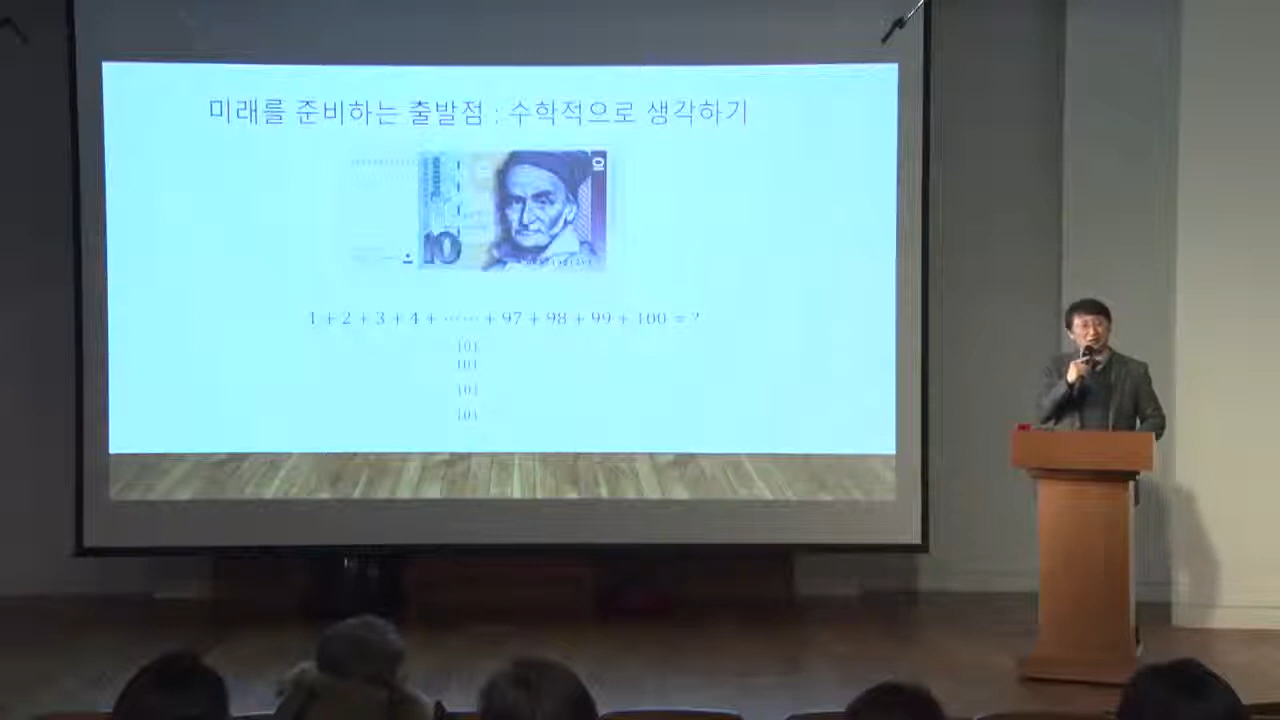 미래를 준비하는 출발점 : 수학적으로 생각하기
10
1 + 2 + 3 + 4 + ⋯⋯ + 97 + 98 + 99 + 100 = ?
101
101
101
101